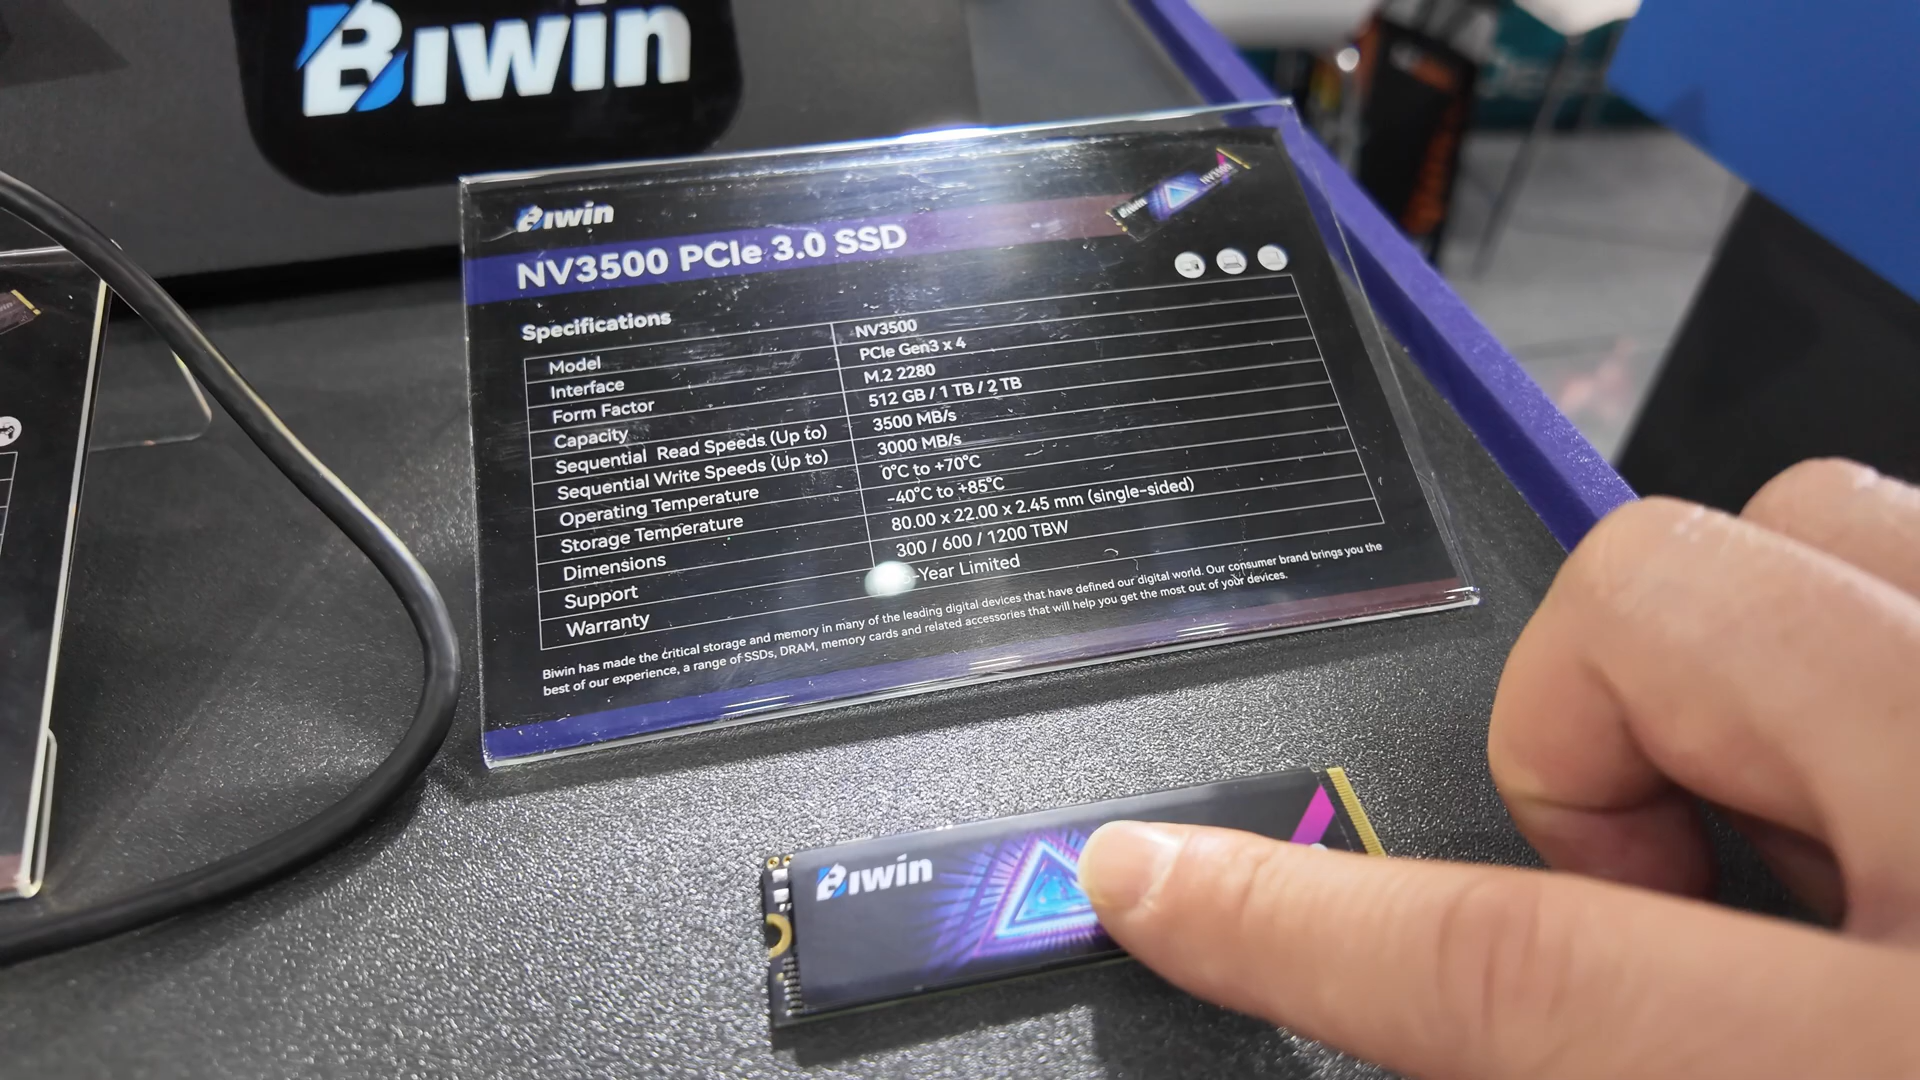 Biwin
Biwin
NV3500 PCIe 3.0 SSD
Specifications
Model NV3500
Interface PCIe Gen3 x 4
Form Factor M.2 2280
Capacity 512 GB / 1 TB / 2 TB
Sequential Read Speeds (Up to) 3500 MB/s
Sequential Write Speeds (Up to) 3000 MB/s
Operating Temperature 0°C to +70°C
Storage Temperature -40°C to +85°C
Dimensions 80.00 x 22.00 x 2.45 mm (single-sided)
Support 300 / 600 / 1200 TBW
Warranty -Year Limited
Biwin has made the critical storage and memory in many of the leading digital devices that have defined our digital world. Our consumer brand brings you the
best of our experience, a range of SSDs, DRAM, memory cards and related accessories that will help you get the most out of your devices.
Biwin